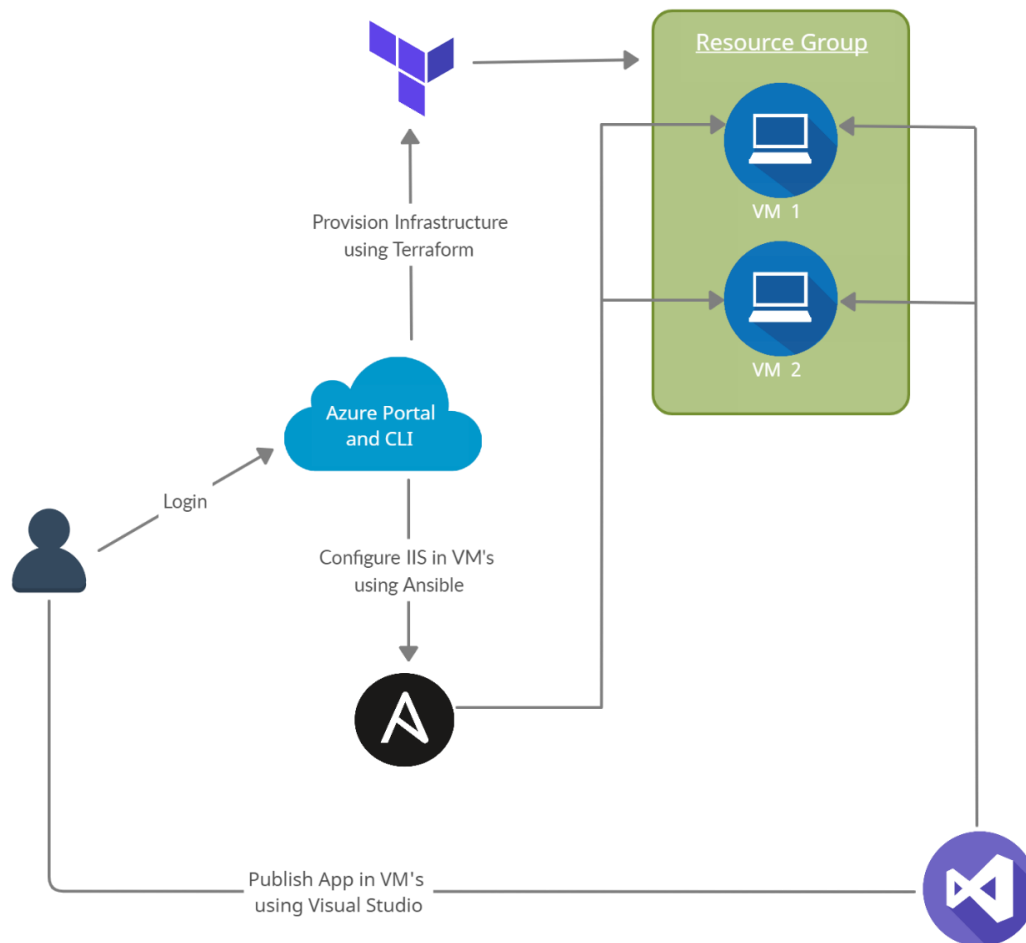 Resource Group
VM 1
Provision Infrastructure
using Terraform
VM 2
Azure Portal
and CLI
Login
Configure IIS in VM's
using Ansible
Publish App in VM's
using Visual Studio